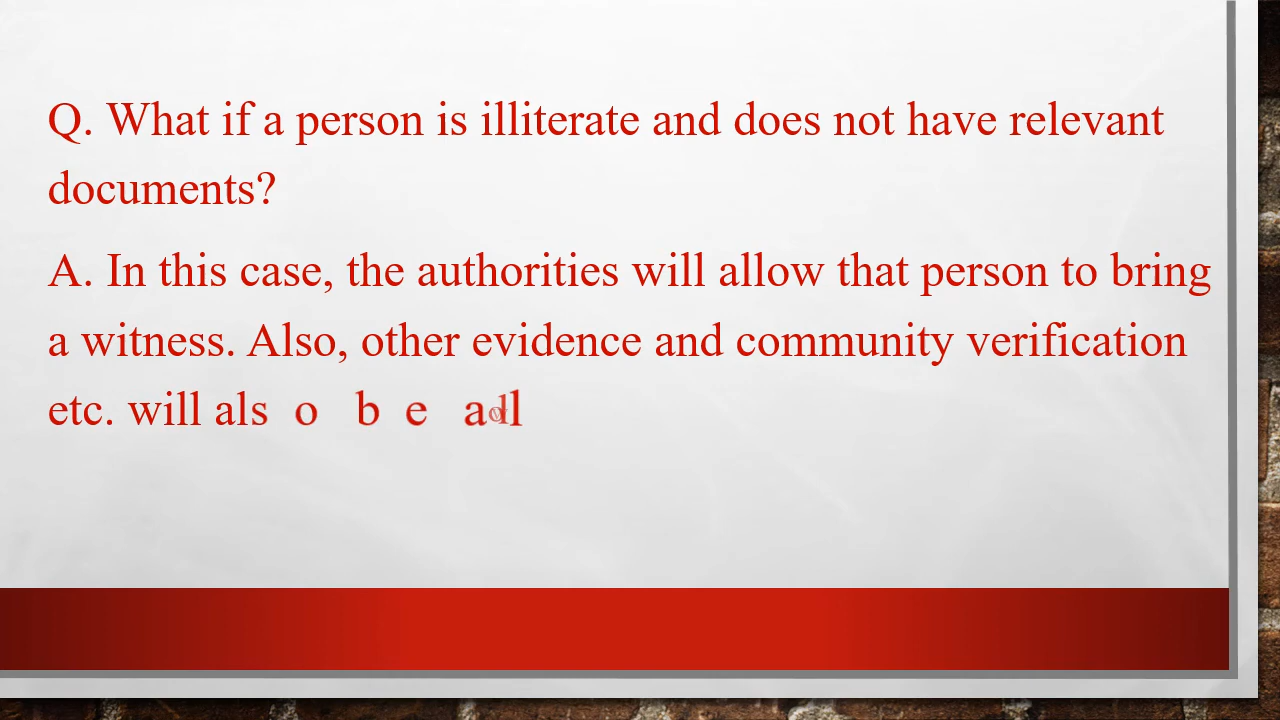 Q. What if a person is illiterate and does not have relevant
documents?
A. In this case, the authorities will allow that person to bring
a witness. Also, other evidence and community verification
etc. will also be